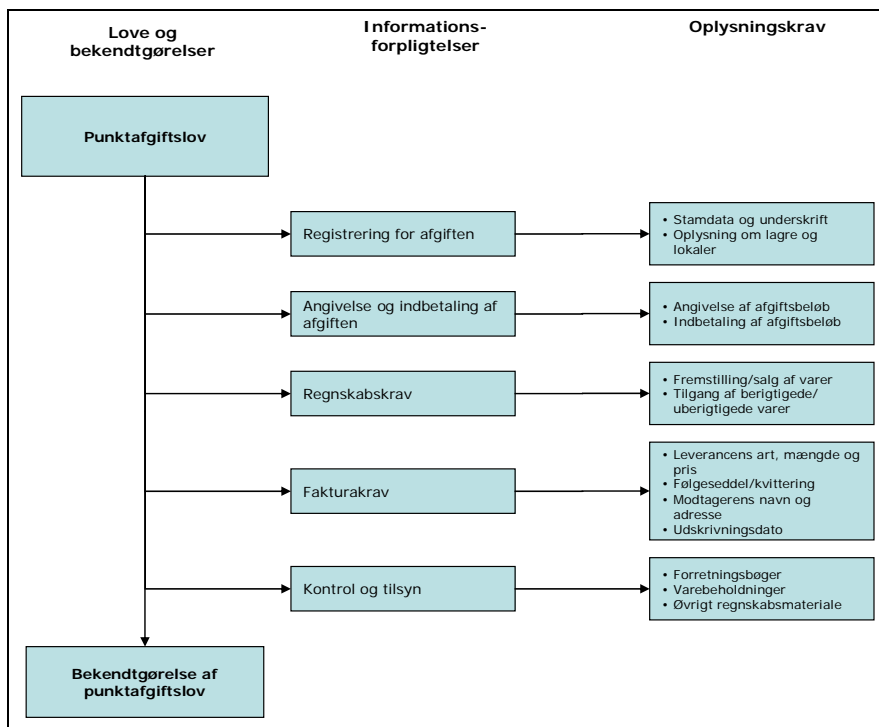 Love og
bekendtgørelser
Informations-
forpligtelser
Oplysningskrav
Punktafgiftslov
Registrering for afgiften
• Stamdata og underskrift
• Oplysning om lagre og
lokaler
Angivelse og indbetaling af
afgiften
• Angivelse af afgiftsbeløb
• Indbetaling af afgiftsbeløb
Regnskabskrav
• Fremstilling/salg af varer
• Tilgang af berigtigede/
uberigtigede varer
Fakturakrav
• Leverancens art, mængde og
pris
• Følgeseddel/kvittering
• Modtagerens navn og
adresse
• Udskrivningsdato
Kontrol og tilsyn
• Forretningsbøger
• Varebeholdninger
• Øvrigt regnskabsmateriale
Bekendtgørelse af
punktafgiftslov